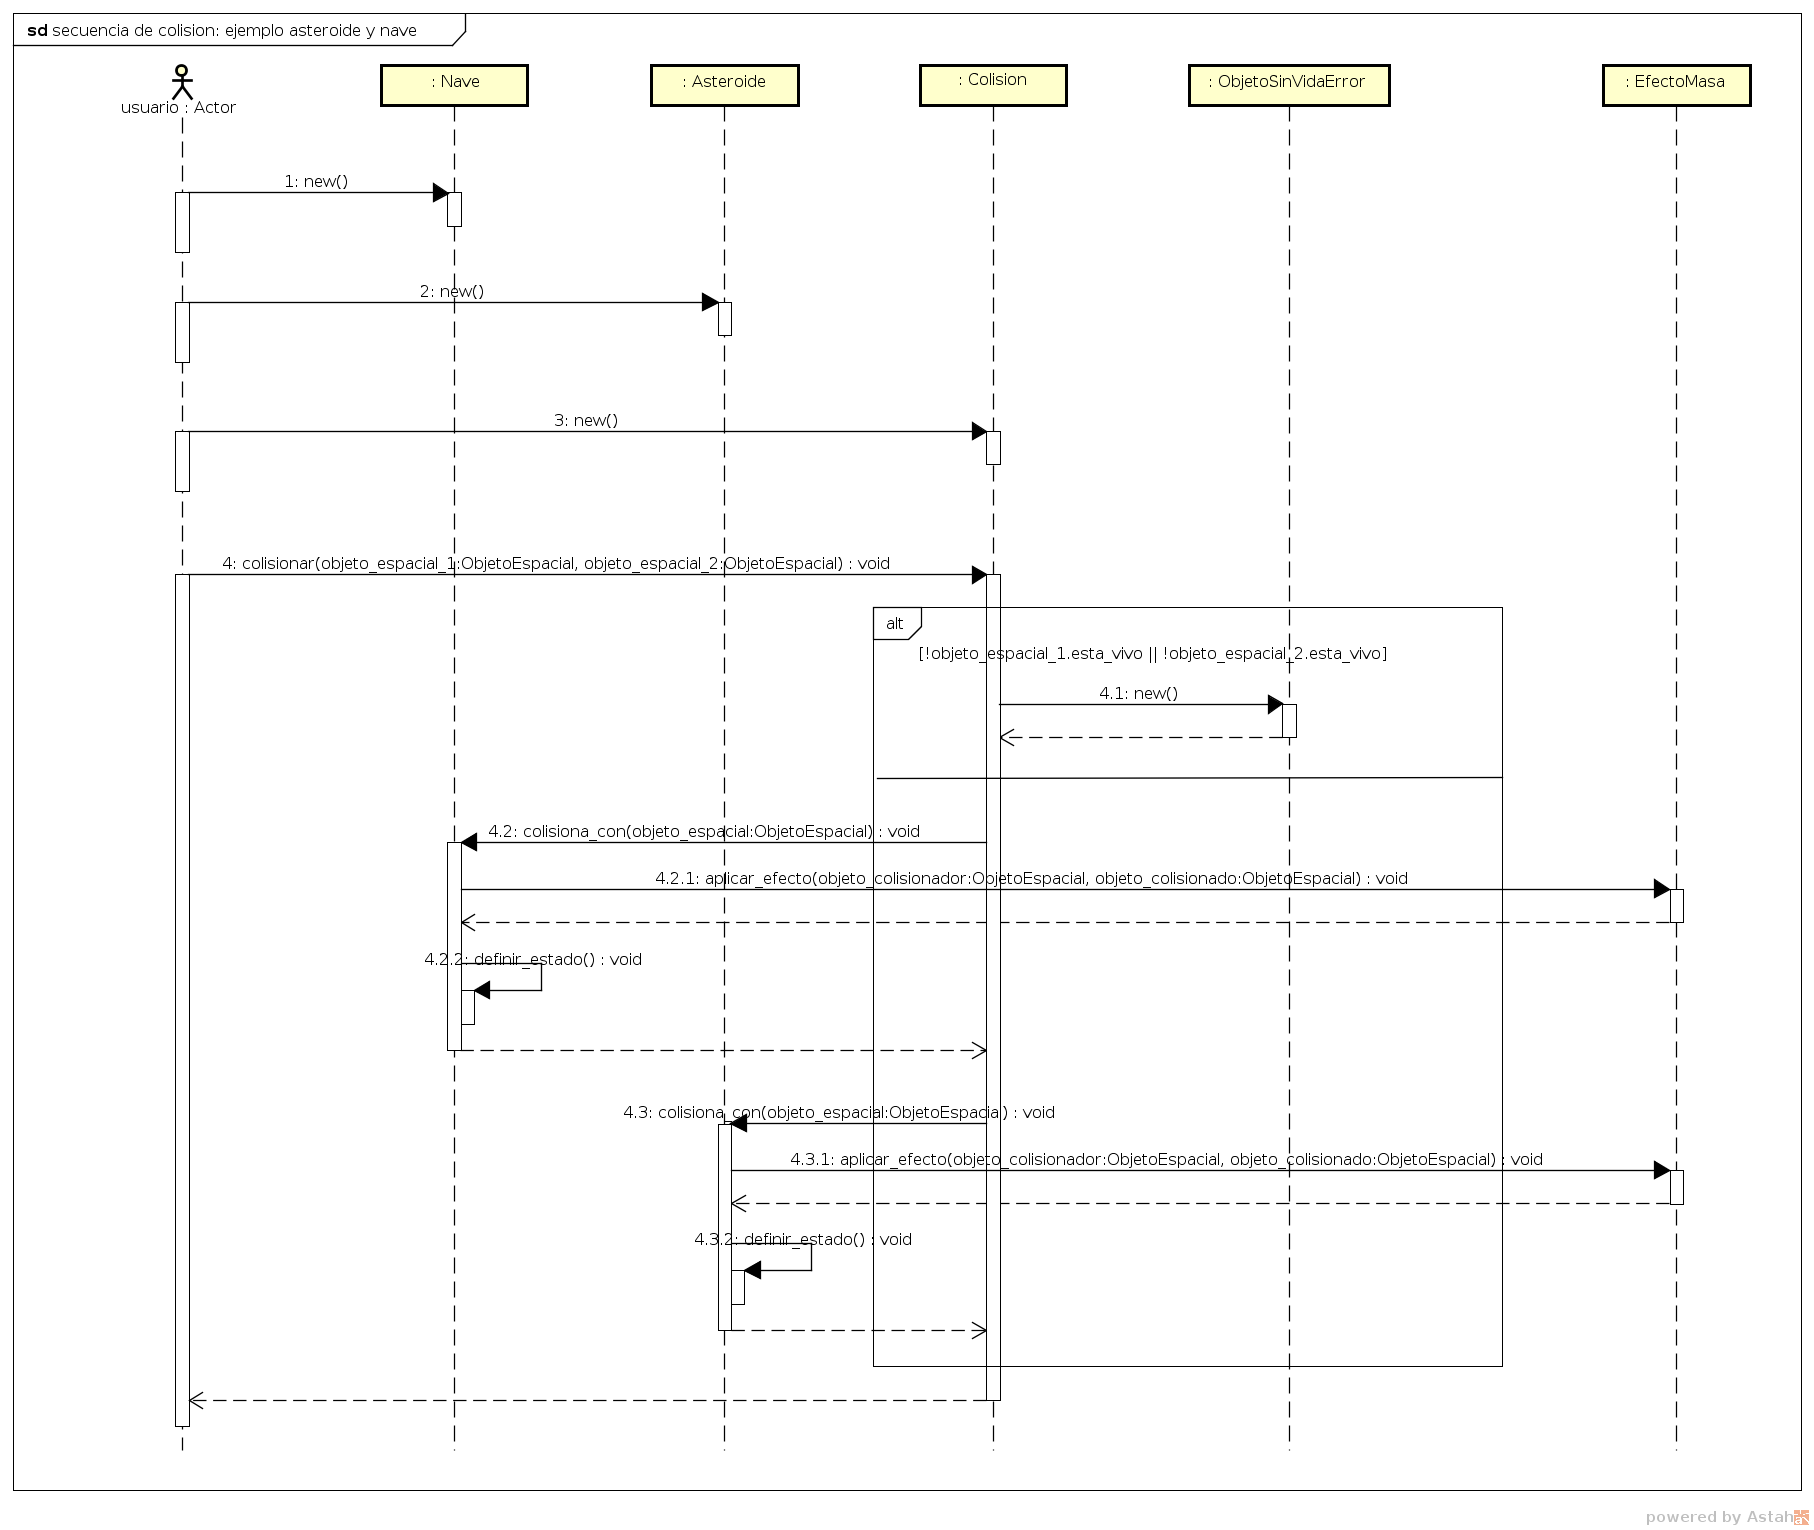 sd secuencia de colision: ejemplo asteroide y nave
usuario : Actor
: Nave
: Asteroide
: Colision
: ObjetoSinVidaError
: EfectoMasa
1: new()
2: new()
3: new()
4: colisionar(objeto_espacial_1:ObjetoEspacial, objeto_espacial_2:ObjetoEspacial) : void
alt
[!objeto_espacial_1.esta_vivo || !objeto_espacial_2.esta_vivo]
4.1: new()
4.2: colisiona_con(objeto_espacial:ObjetoEspacial) : void
4.2.1: aplicar_efecto(objeto_colisionador:ObjetoEspacial, objeto_colisionado:ObjetoEspacial) : void
4.2.2: definir_estado() : void
4.3: colisiona_con(objeto_espacial:ObjetoEspacial) : void
4.3.1: aplicar_efecto(objeto_colisionador:ObjetoEspacial, objeto_colisionado:ObjetoEspacial) : void
4.3.2: definir_estado() : void
powered by Astah